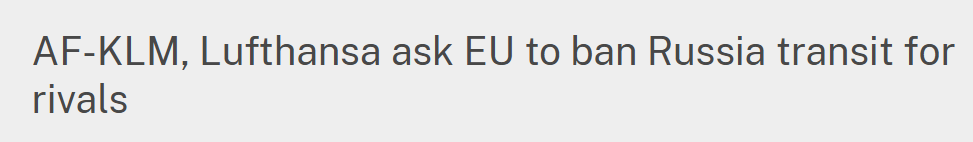 AF-KLM, Lufthansa ask EU to ban Russia transit for
rivals